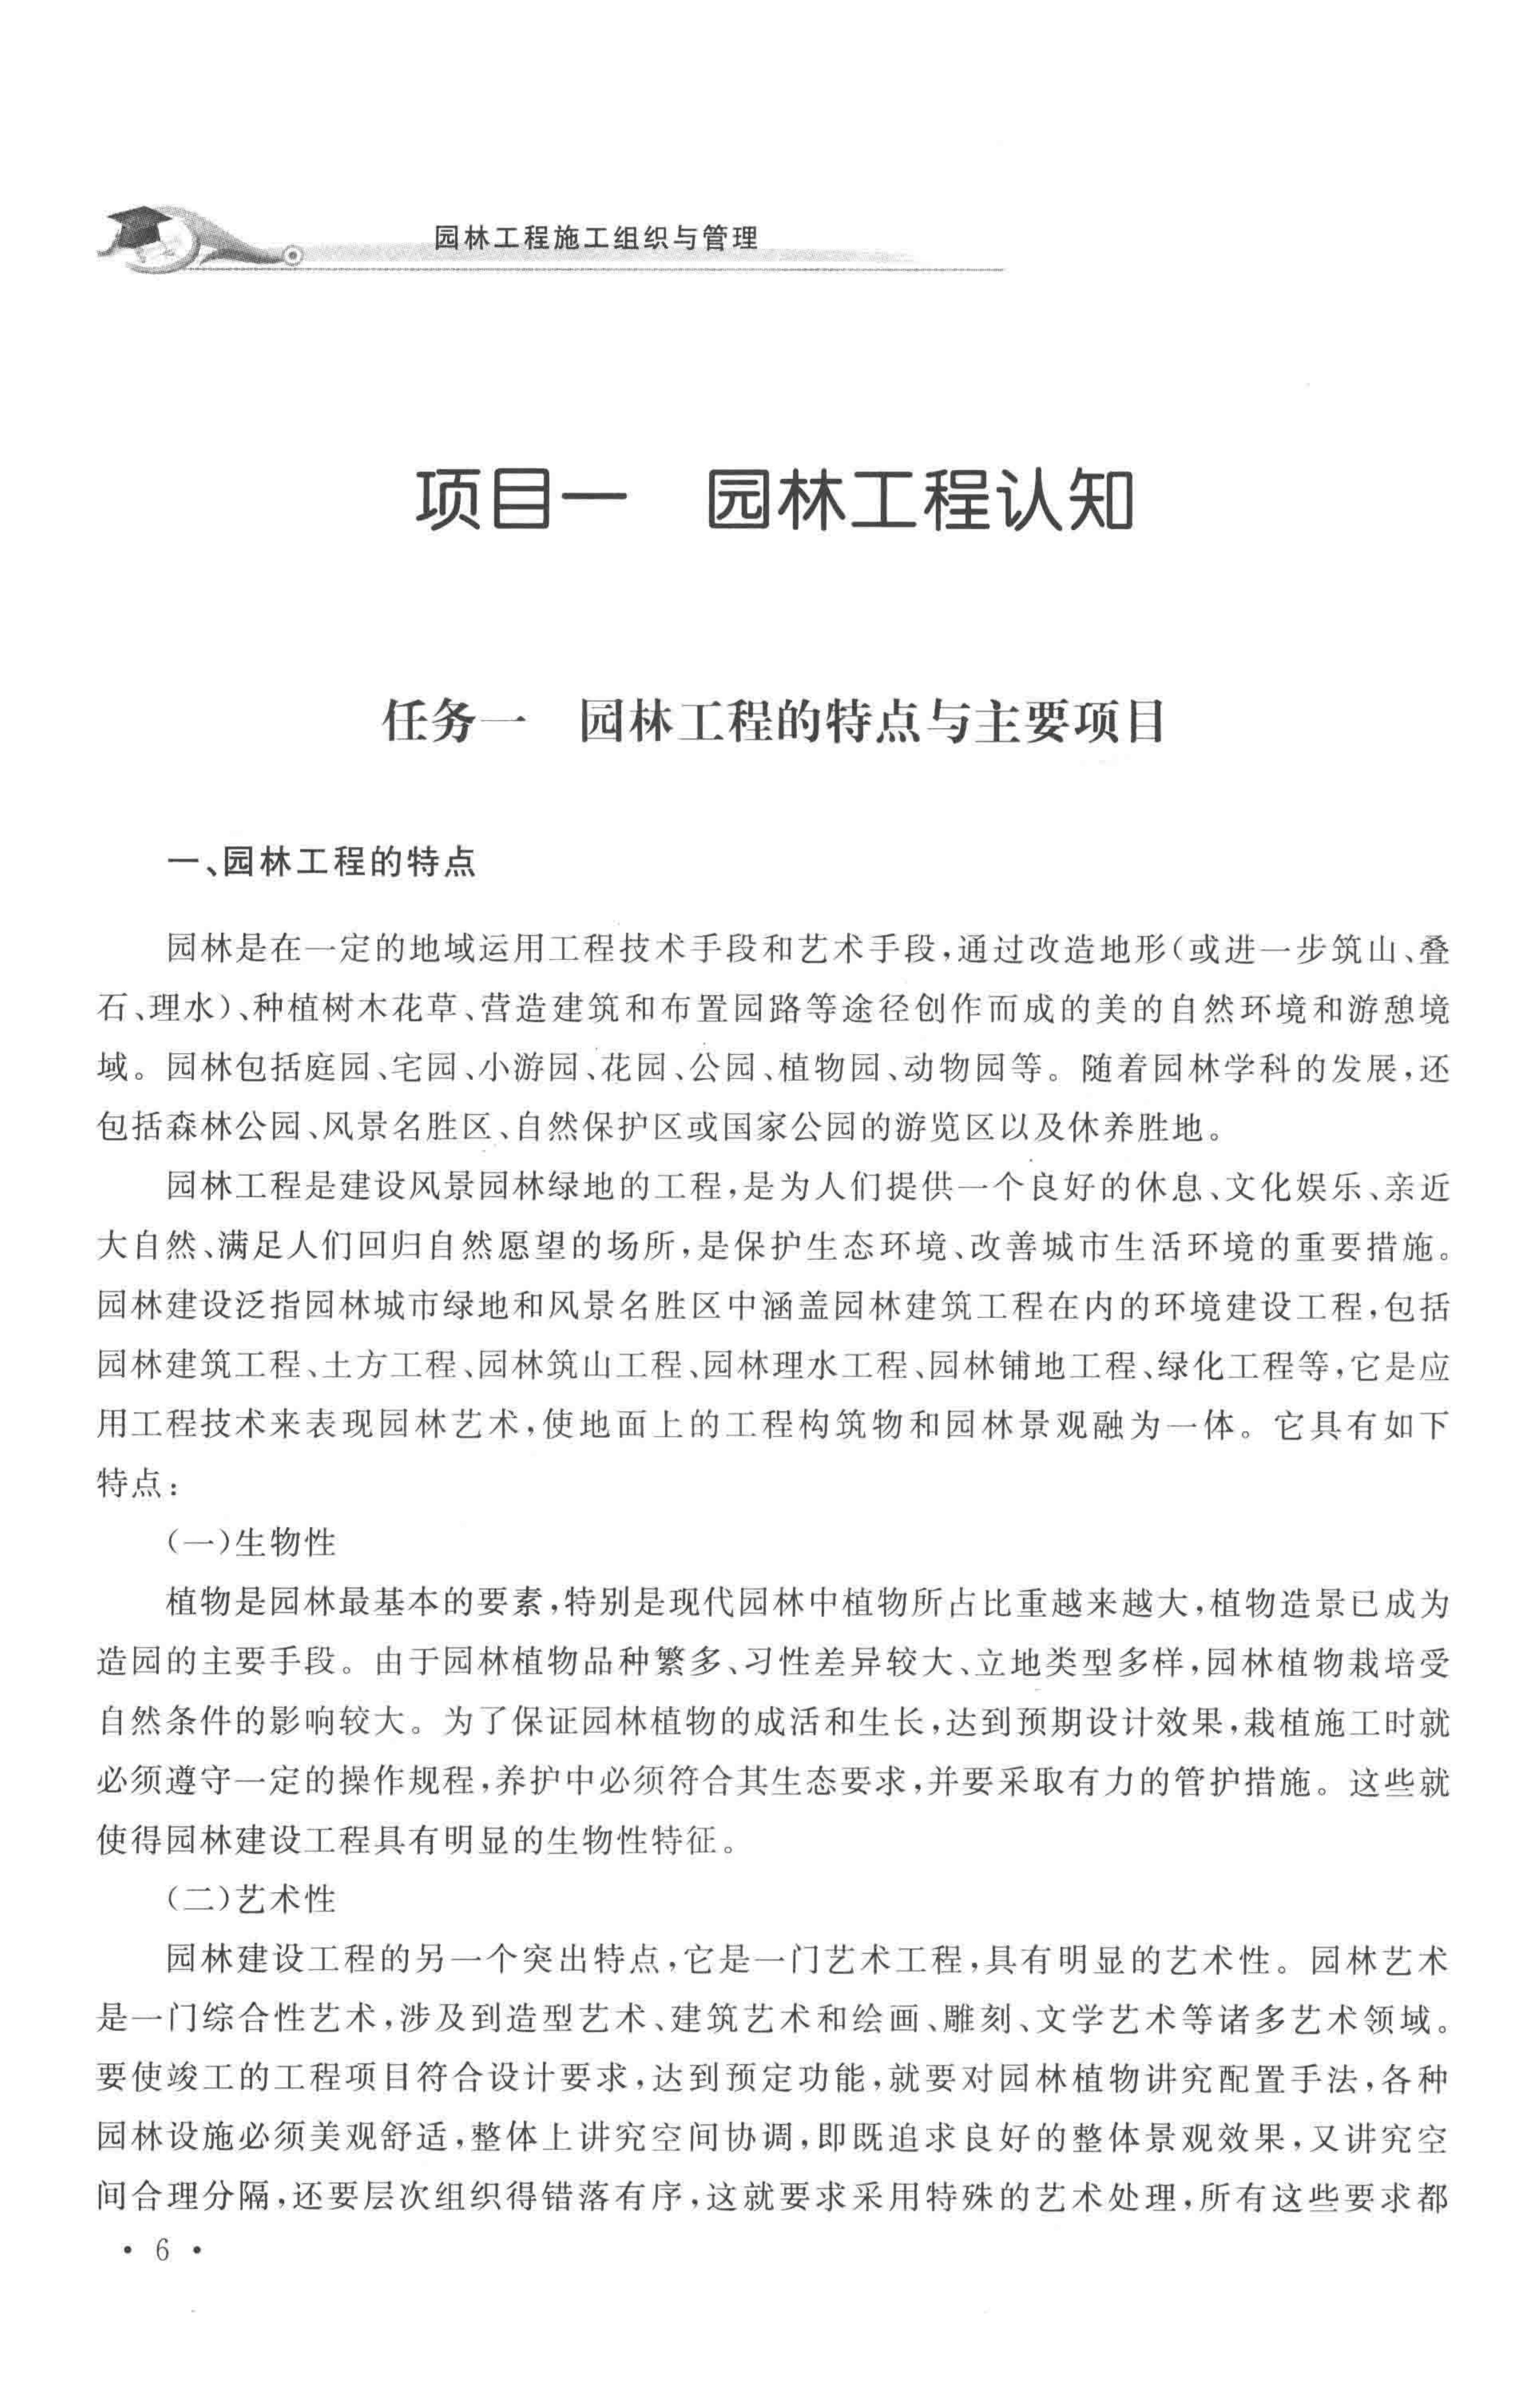 园林工程施工组织与管理
项目一 园林工程认知
任务一 园林工程的特点与主要项目
一、园林工程的特点
园林是在一定的地域运用工程技术手段和艺术手段,通过改造地形(或进一步筑山、叠
石、理水)、种植树木花草、营造建筑和布置园路等途径创作而成的美的自然环境和游憩境
域。园林包括庭园、宅园、小游园、花园、公园、植物园、动物园等。随着园林学科的发展,还
包括森林公园、风景名胜区、自然保护区或国家公园的游览区以及休养胜地。
园林工程是建设风景园林绿地的工程,是为人们提供一个良好的休息、文化娱乐、亲近
大自然、满足人们回归自然愿望的场所,是保护生态环境、改善城市生活环境的重要措施。
园林建设泛指园林城市绿地和风景名胜区中涵盖园林建筑工程在内的环境建设工程,包括
园林建筑工程、土方工程、园林筑山工程、园林理水工程、园林铺地工程、绿化工程等,它是应
用工程技术来表现园林艺术,使地面上的工程构筑物和园林景观融为一体。它具有如下
特点:
(一)生物性
植物是园林最基本的要素,特别是现代园林中植物所占比重越来越大,植物造景已成为
造园的主要手段。由于园林植物品种繁多、习性差异较大、立地类型多样,园林植物栽培受
自然条件的影响较大。为了保证园林植物的成活和生长,达到预期设计效果,栽植施工时就
必须遵守一定的操作规程,养护中必须符合其生态要求,并要采取有力的管护措施。这些就
使得园林建设工程具有明显的生物性特征。
(二)艺术性
园林建设工程的另一个突出特点,它是一门艺术工程,具有明显的艺术性。园林艺术
是一门综合性艺术,涉及到造型艺术、建筑艺术和绘画、雕刻、文学艺术等诸多艺术领域。
要使竣工的工程项目符合设计要求,达到预定功能,就要对园林植物讲究配置手法,各种
园林设施必须美观舒适,整体上讲究空间协调,即既追求良好的整体景观效果,又讲究空
间合理分隔,还要层次组织得错落有序,这就要求采用特殊的艺术处理,所有这些要求都
• 6 •